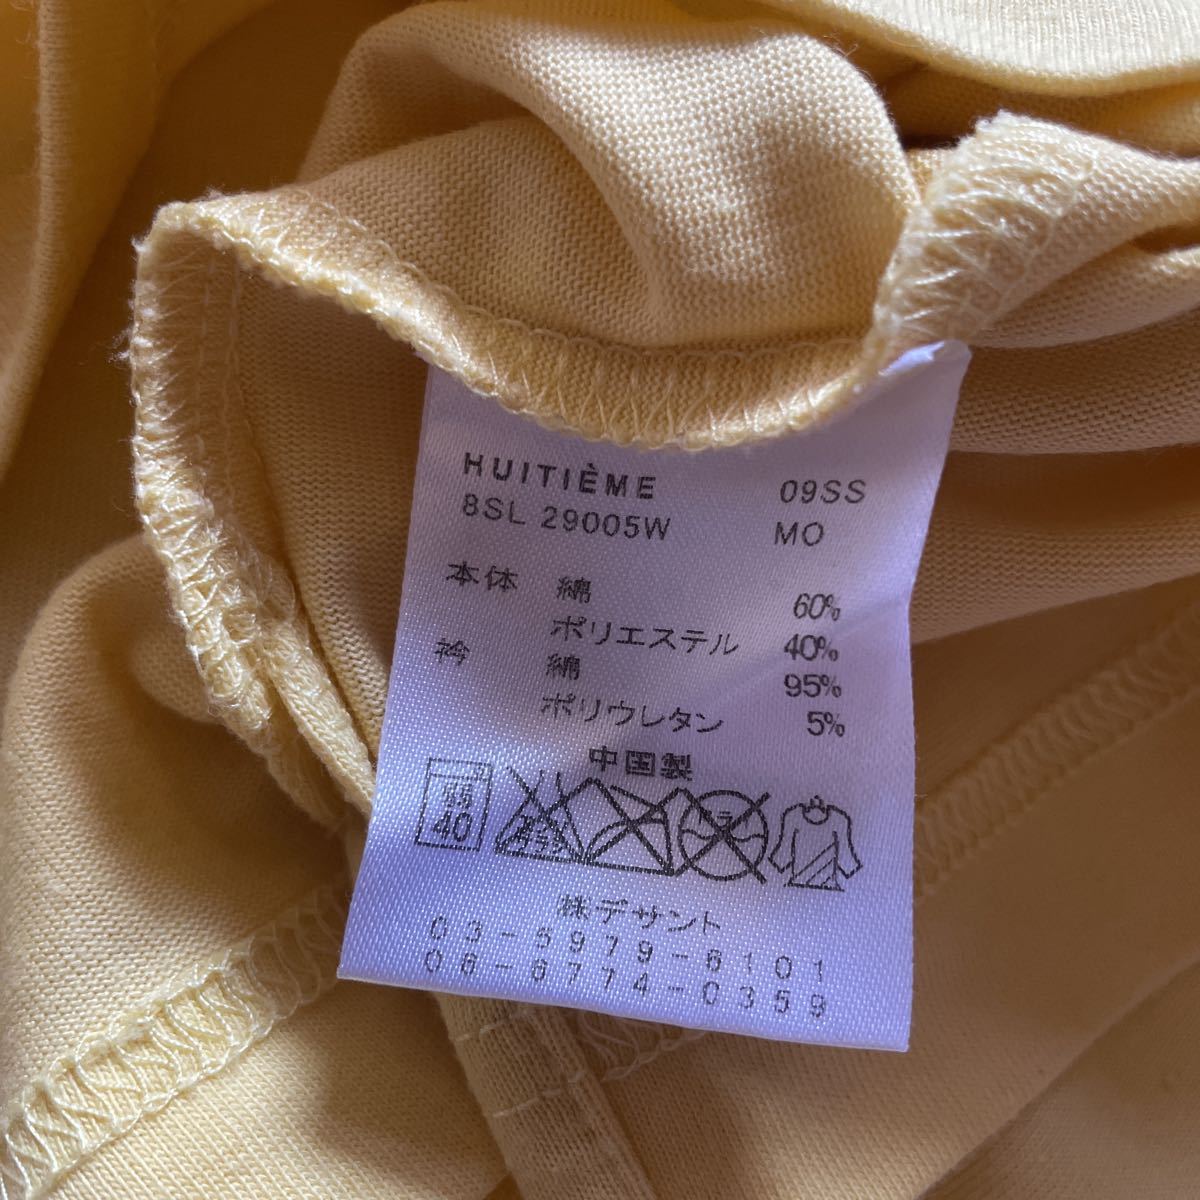 HUITIÈME 09SS
8SL 29005W MO
本体 綿 60%
ポリエステル 40%
衿 綿 95%
ポリウレタン 5%
中国製
弱
40
㈱デサント
03-5979-6101
06-6774-0359